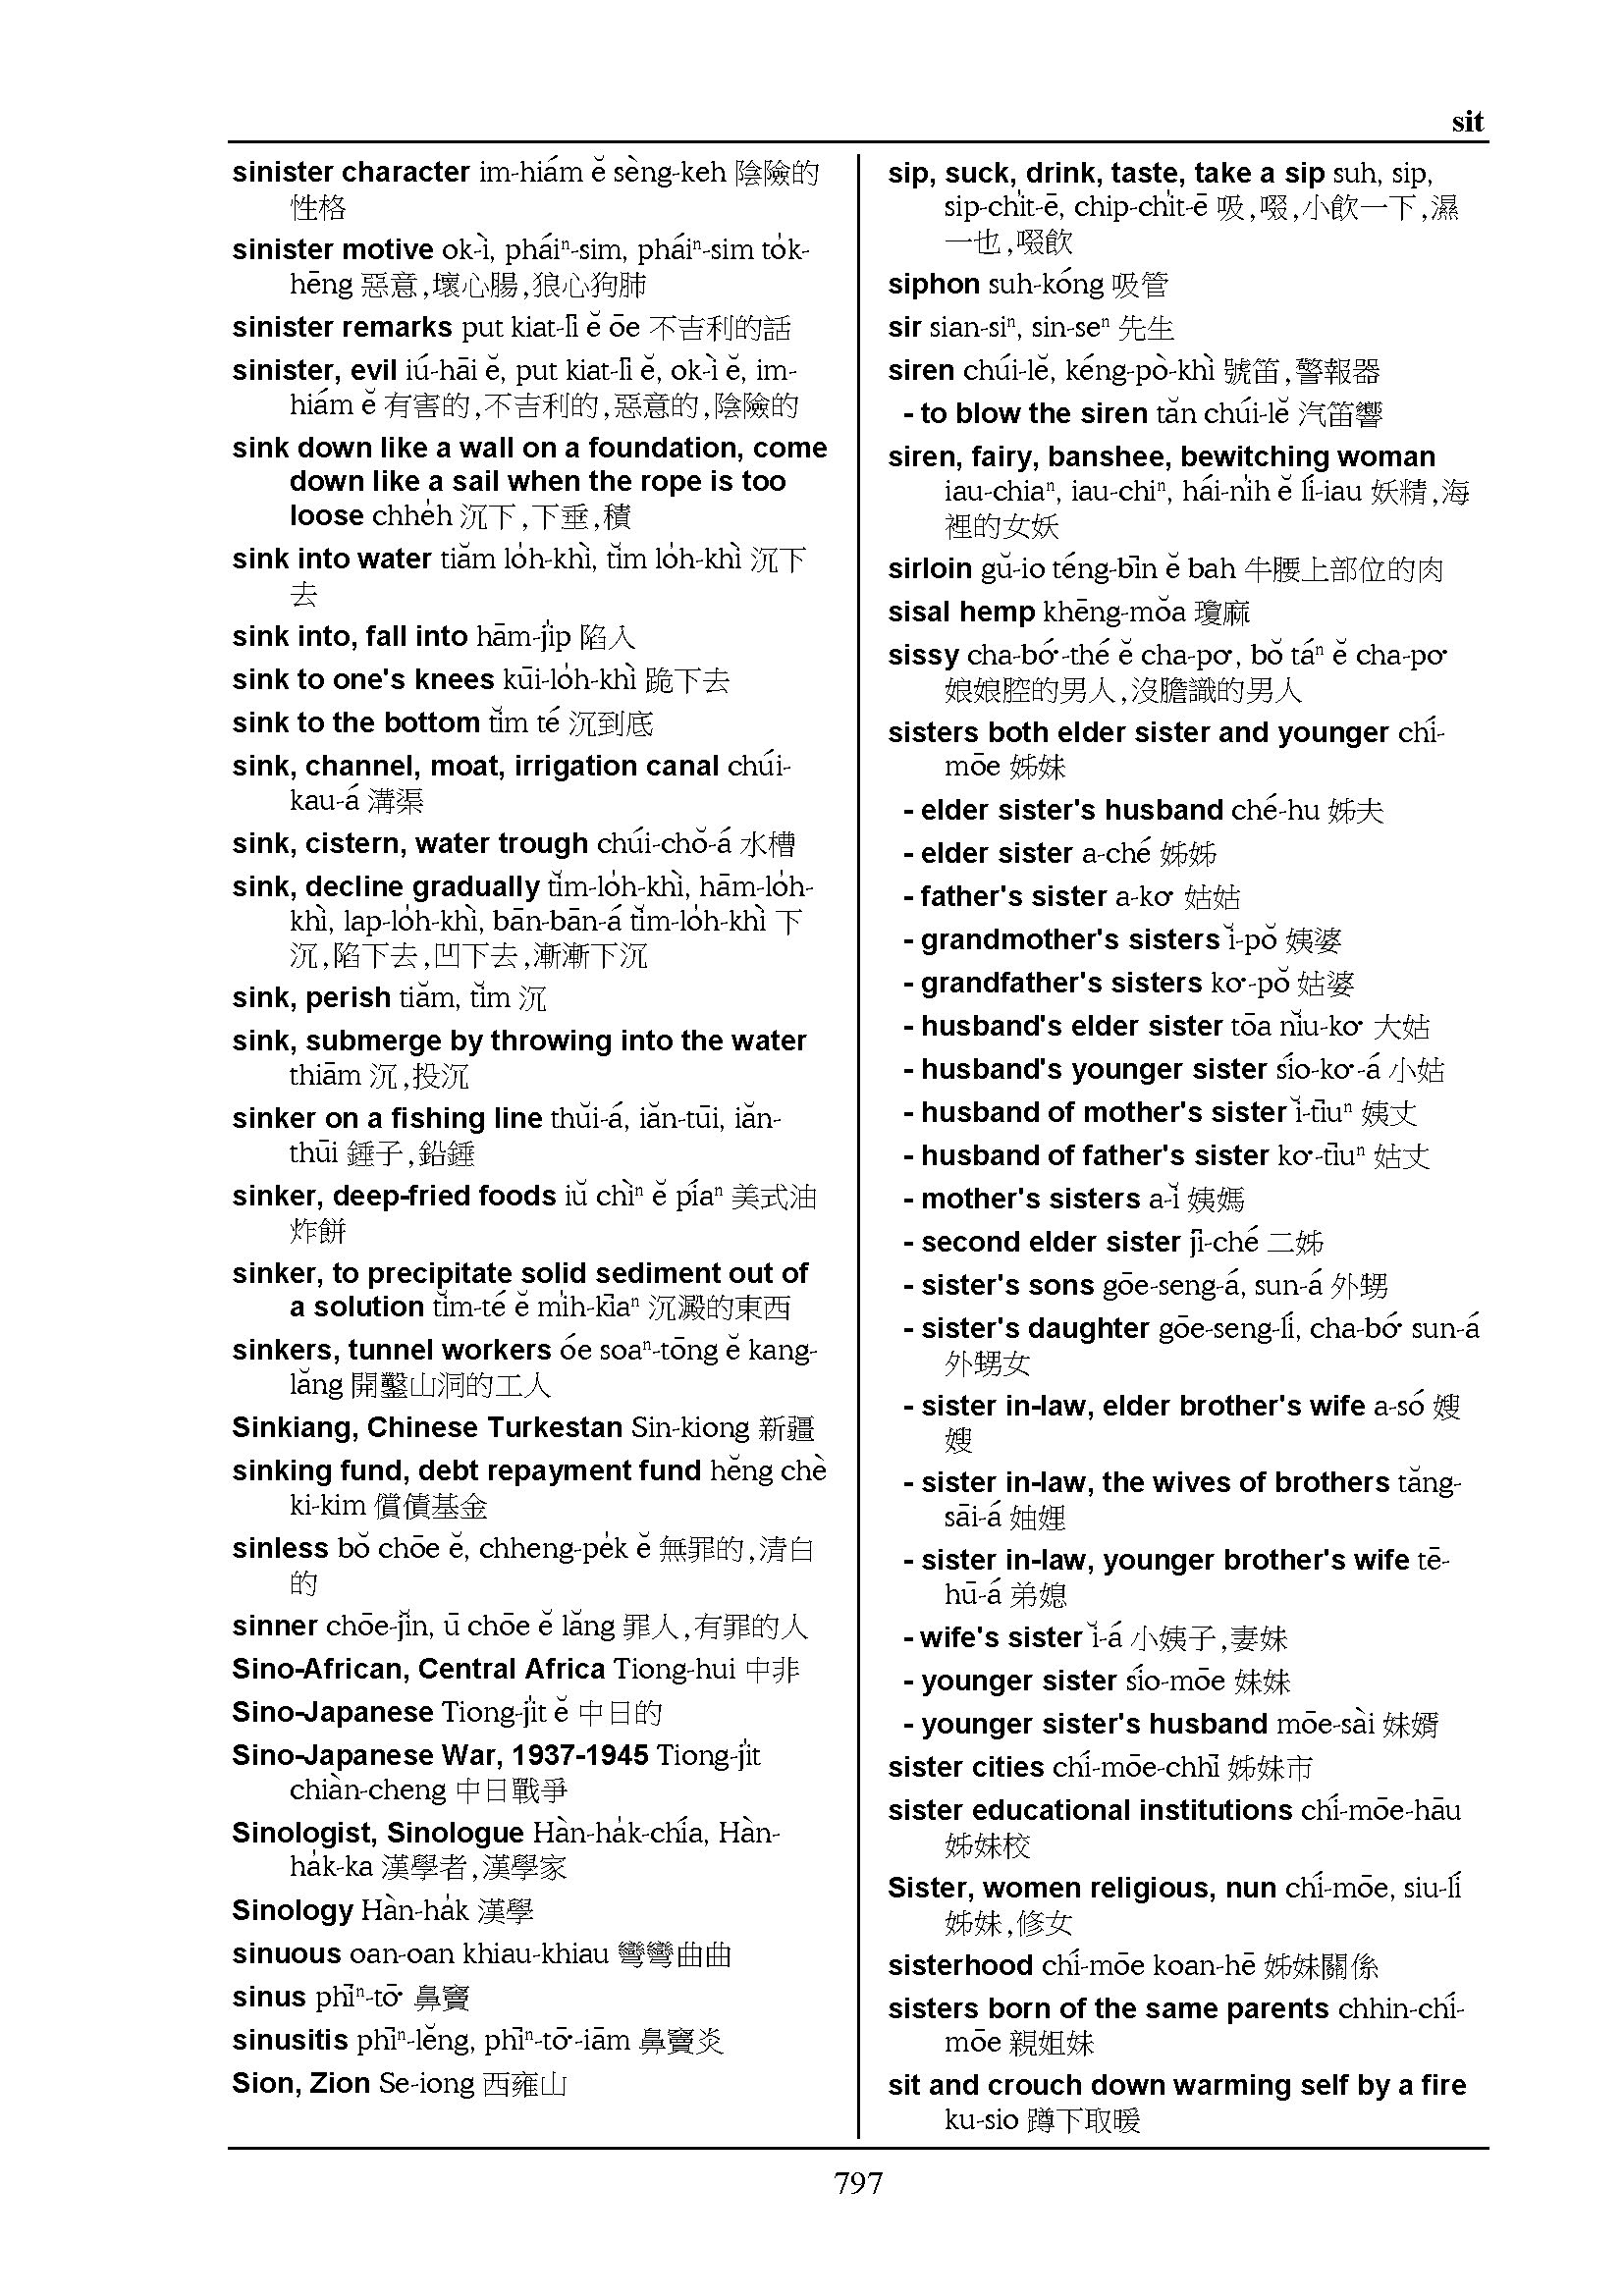 sit
sinister character im-hiám ĕ sèng-keh 陰險的
性格
sinister motive ok-ì, pháiⁿ-sim, pháiⁿ-sim to̍k-
hēng 惡意,壞心腸,狼心狗肺
sinister remarks put kiat-lī ĕ ōe 不吉利的話
sinister, evil iú-hāi ĕ, put kiat-lī ĕ, ok-ì ĕ, im-
hiám ĕ 有害的,不吉利的,惡意的,陰險的
sink down like a wall on a foundation, come
down like a sail when the rope is too
loose chhe̍h 沉下,下垂,積
sink into water tiăm lo̍h-khì, tĭm lo̍h-khì 沉下
去
sink into, fall into hām-ji̍p 陷入
sink to one's knees kūi-lo̍h-khì 跪下去
sink to the bottom tĭm té 沉到底
sink, channel, moat, irrigation canal chúi-
kau-á 溝渠
sink, cistern, water trough chúi-chŏ-á 水槽
sink, decline gradually tĭm-lo̍h-khì, hām-lo̍h-
khì, lap-lo̍h-khì, bān-bān-á tĭm-lo̍h-khì 下
沉,陷下去,凹下去,漸漸下沉
sink, perish tiăm, tĭm 沉
sink, submerge by throwing into the water
thiām 沉,投沉
sinker on a fishing line thŭi-á, iăn-tūi, iăn-
thūi 錘子,鉛錘
sinker, deep-fried foods iŭ chìⁿ ĕ píaⁿ 美式油
炸餅
sinker, to precipitate solid sediment out of
a solution tĭm-té ĕ mi̍h-kīaⁿ 沉澱的東西
sinkers, tunnel workers óe soaⁿ-tōng ĕ kang-
lăng 開鑿山洞的工人
Sinkiang, Chinese Turkestan Sin-kiong 新疆
sinking fund, debt repayment fund hĕng chè
ki-kim 償債基金
sinless bŏ chōe ĕ, chheng-pe̍k ĕ 無罪的,清白
的
sinner chōe-jĭn, ū chōe ĕ lăng 罪人,有罪的人
Sino-African, Central Africa Tiong-hui 中非
Sino-Japanese Tiong-ji̍t ĕ 中日的
Sino-Japanese War, 1937-1945 Tiong-ji̍t
chiàn-cheng 中日戰爭
Sinologist, Sinologue Hàn-ha̍k-chía, Hàn-
ha̍k-ka 漢學者,漢學家
Sinology Hàn-ha̍k 漢學
sinuous oan-oan khiau-khiau 彎彎曲曲
sinus phīⁿ-tō͘ 鼻竇
sinusitis phīⁿ-lĕng, phīⁿ-tō͘-iām 鼻竇炎
Sion, Zion Se-iong 西雍山
sip, suck, drink, taste, take a sip suh, sip,
sip-chi̍t-ē, chip-chi̍t-ē 吸,啜,小飲一下,濕
一也,啜飲
siphon suh-kóng 吸管
sir sian-siⁿ, sin-seⁿ 先生
siren chúi-lĕ, kéng-pò-khì 號笛,警報器
- to blow the siren tăn chúi-lĕ 汽笛響
siren, fairy, banshee, bewitching woman
iau-chiaⁿ, iau-chiⁿ, hái-ni̍h ĕ lí-iau 妖精,海
裡的女妖
sirloin gŭ-io téng-bīn ĕ bah 牛腰上部位的肉
sisal hemp khēng-mŏa 瓊麻
sissy cha-bó͘-thé ĕ cha-po͘, bŏ táⁿ ĕ cha-po͘
娘娘腔的男人,沒膽識的男人
sisters both elder sister and younger chí-
mōe 姊妹
- elder sister's husband ché-hu 姊夫
- elder sister a-ché 姊姊
- father's sister a-ko͘ 姑姑
- grandmother's sisters ĭ-pŏ 姨婆
- grandfather's sisters ko͘-pŏ 姑婆
- husband's elder sister tōa nĭu-ko͘ 大姑
- husband's younger sister sío-ko͘-á 小姑
- husband of mother's sister ĭ-tīuⁿ 姨丈
- husband of father's sister ko͘-tīuⁿ 姑丈
- mother's sisters a-ĭ 姨媽
- second elder sister jī-ché 二姊
- sister's sons gōe-seng-á, sun-á 外甥
- sister's daughter gōe-seng-lí, cha-bó͘ sun-á
外甥女
- sister in-law, elder brother's wife a-só 嫂
嫂
- sister in-law, the wives of brothers tăng-
sāi-á 妯娌
- sister in-law, younger brother's wife tē-
hū-á 弟媳
- wife's sister ĭ-á 小姨子,妻妹
- younger sister sío-mōe 妹妹
- younger sister's husband mōe-sài 妹婿
sister cities chí-mōe-chhī 姊妹市
sister educational institutions chí-mōe-hāu
姊妹校
Sister, women religious, nun chí-mōe, siu-lí
姊妹,修女
sisterhood chí-mōe koan-hē 姊妹關係
sisters born of the same parents chhin-chí-
mōe 親姐妹
sit and crouch down warming self by a fire
ku-sio 蹲下取暖
797